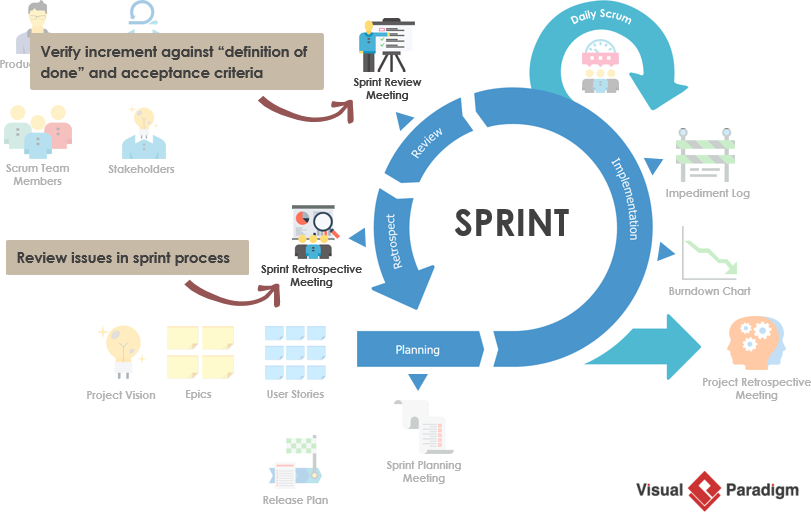 Daily Scrum
Produc
Verify increment against “definition of
done” and acceptance criteria
Sprint Review
Meeting
Scrum Team
Members
Stakeholders
Review
Implementation
Impediment Log
SPRINT
Retrospect
Review issues in sprint process
Sprint Retrospective
Meeting
Burndown Chart
Planning
Project Vision
Epics
User Stories
Project Retrospective
Meeting
Sprint Planning
Meeting
Release Plan
Visual Paradigm